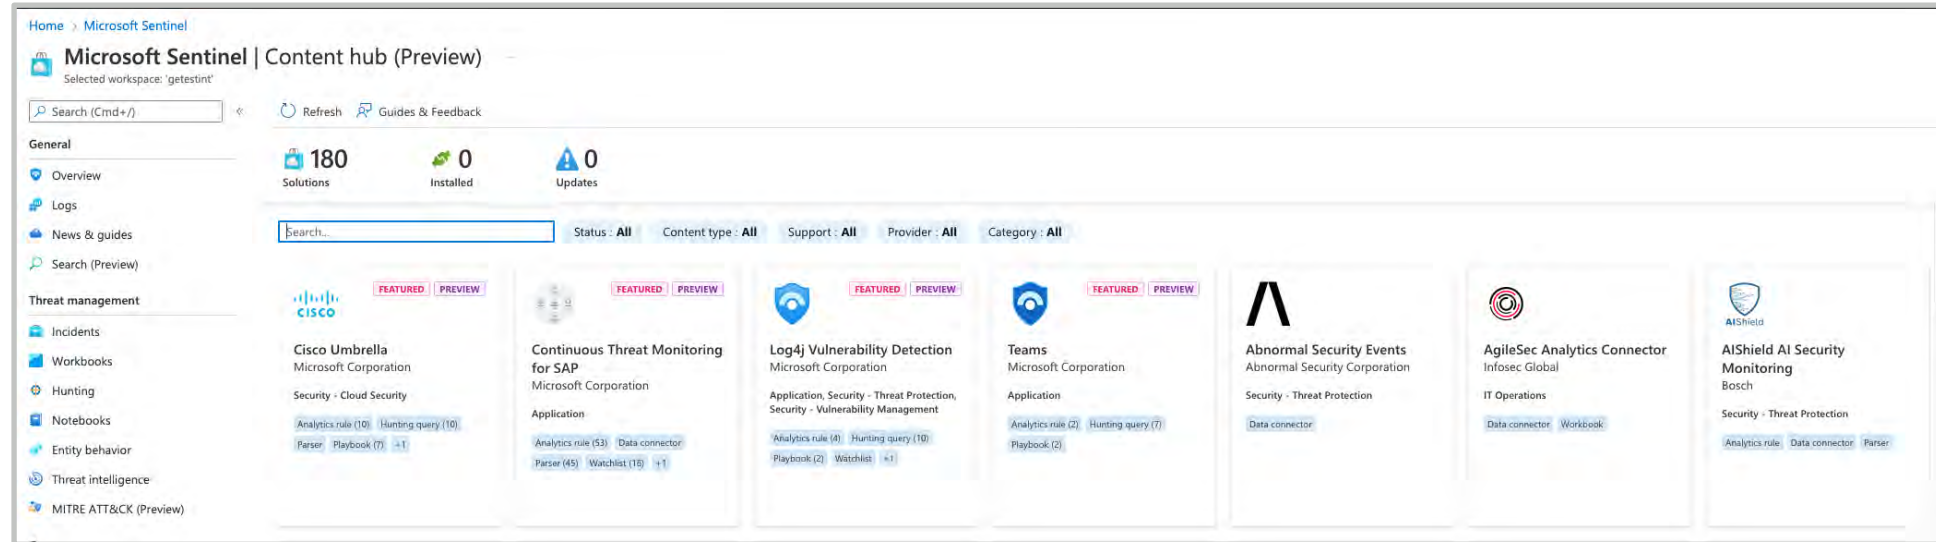 Home > Microsoft Sentinel
Microsoft Sentinel | Content hub (Preview) ...
Selected workspace: 'getestint'
Search (Cmd+/)
«
Refresh
Guides & Feedback
General
Overview
Logs
News & guides
Search (Preview)
Threat management
Incidents
Workbooks
Hunting
Notebooks
Entity behavior
Threat intelligence
MITRE ATT&CK (Preview)
180
Solutions
0
Installed
0
Updates
Search...
Status : All
Content type : All
Support : All
Provider : All
Category : All
FEATURED PREVIEW
CISCO
Cisco Umbrella
Microsoft Corporation
Security - Cloud Security
Analytics rule (10) Hunting query (10)
Parser Playbook (7) +1
FEATURED PREVIEW
Continuous Threat Monitoring
for SAP
Microsoft Corporation
Application
Analytics rule (53) Data connector
Parser (45) Watchlist (18) +1
FEATURED PREVIEW
Log4j Vulnerability Detection
Microsoft Corporation
Application, Security - Threat Protection,
Security - Vulnerability Management
Analytics rule (4) Hunting query (10)
Playbook (2) Watchlist +1
FEATURED PREVIEW
Teams
Microsoft Corporation
Application
Analytics rule (2) Hunting query (7)
Playbook (2)
Abnormal Security Events
Abnormal Security Corporation
Security - Threat Protection
Data connector
AgileSec Analytics Connector
Infosec Global
IT Operations
Data connector Workbook
AIShield
AIShield AI Security
Monitoring
Bosch
Security - Threat Protection
Analytics rule Data connector Parser